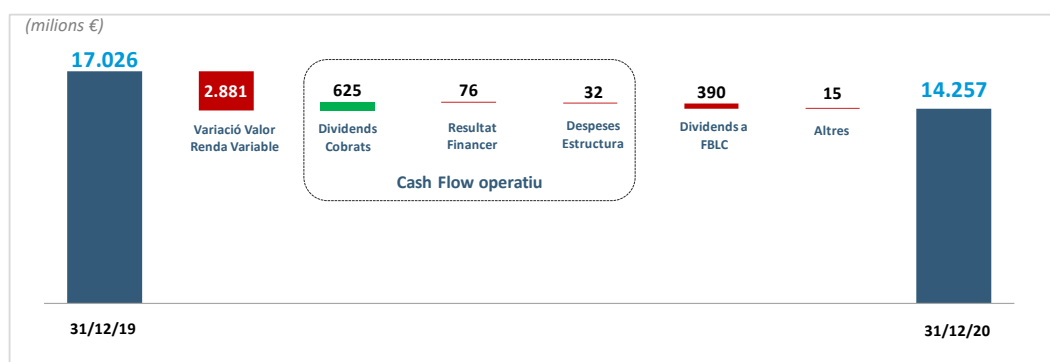 (milions €)
17.026
2.881
625
76
32
390
15
14.257
Variació Valor
Renda Variable
Dividends
Cobrats
Resultat
Financer
Despeses
Estructura
Dividends a
FBLC
Altres
Cash Flow operatiu
31/12/19
31/12/20